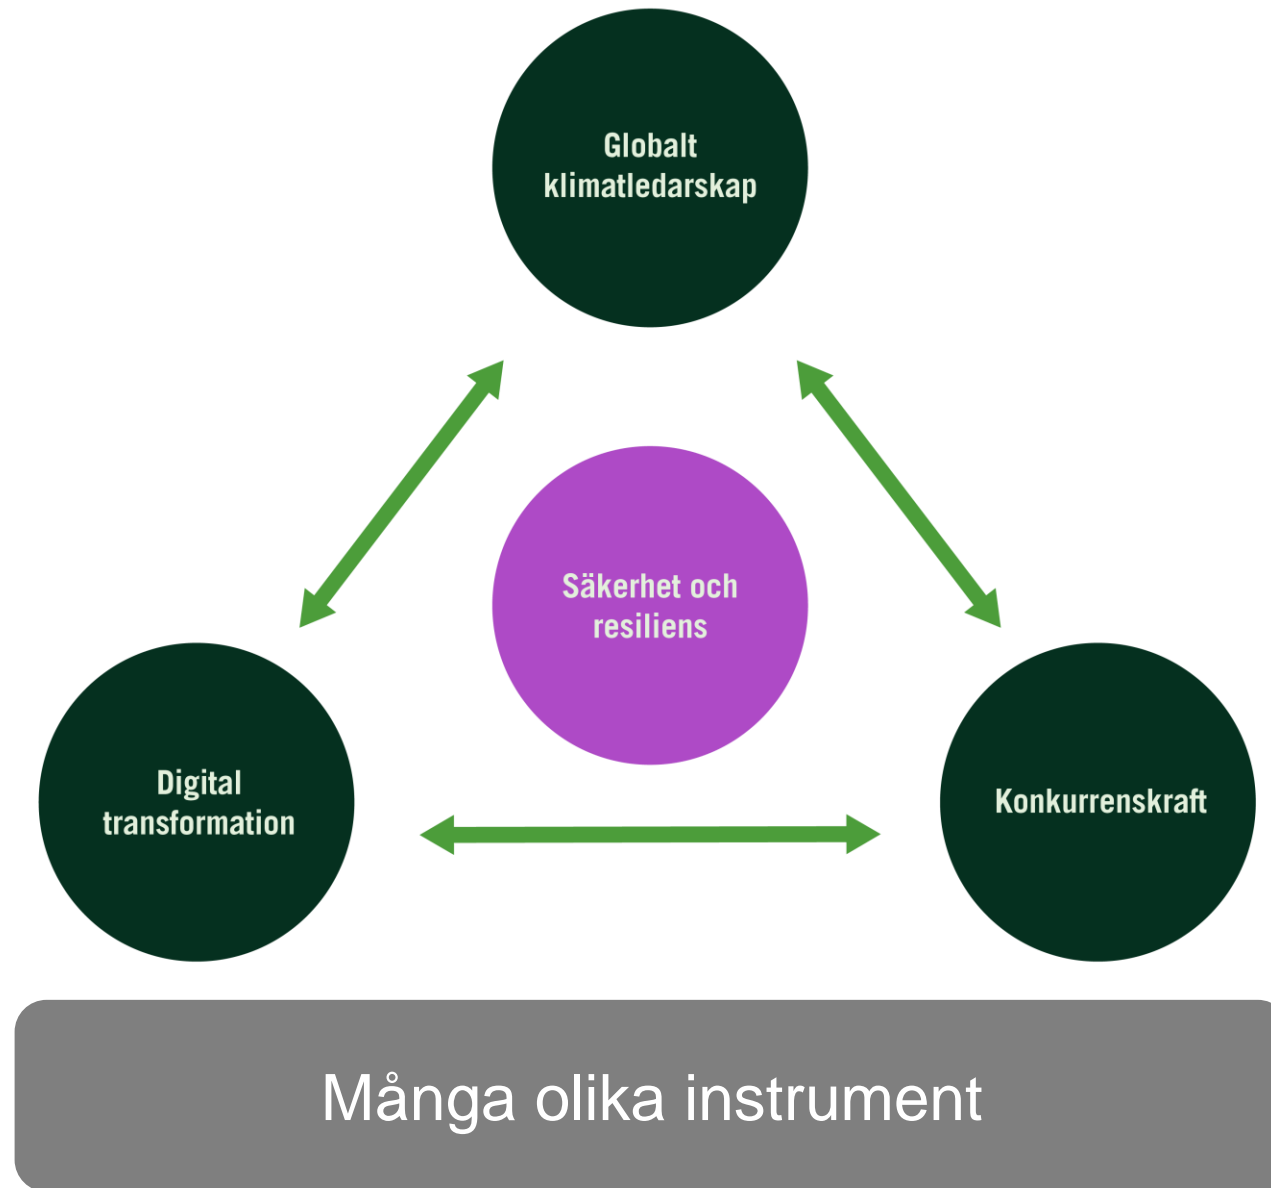 Globalt
klimatledarskap
Säkerhet och
resiliens
Digital
transformation
Konkurrenskraft
Många olika instrument